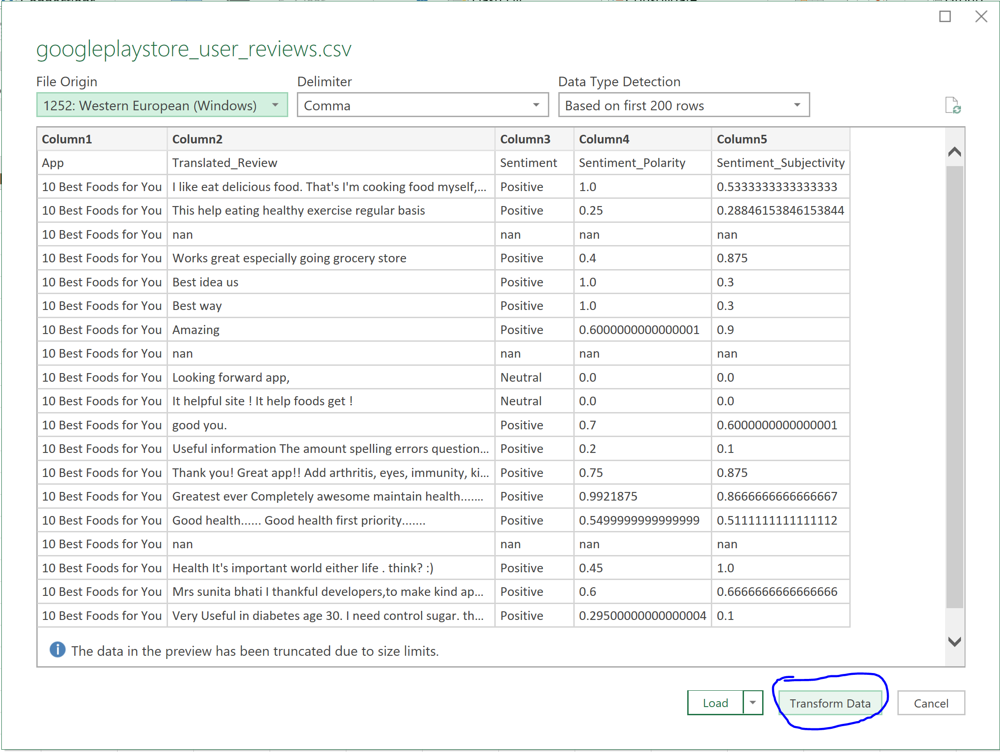 googleplaystore_user_reviews.csv
File Origin Delimiter Data Type Detection
1252: Western European (Windows) Comma Based on first 200 rows
Column1 Column2 Column3 Column4 Column5
App Translated_Review Sentiment Sentiment_Polarity Sentiment_Subjectivity
10 Best Foods for You I like eat delicious food. That's I'm cooking food myself,... Positive 1.0 0.5333333333333333
10 Best Foods for You This help eating healthy exercise regular basis Positive 0.25 0.28846153846153844
10 Best Foods for You nan nan nan nan
10 Best Foods for You Works great especially going grocery store Positive 0.4 0.875
10 Best Foods for You Best idea us Positive 1.0 0.3
10 Best Foods for You Best way Positive 1.0 0.3
10 Best Foods for You Amazing Positive 0.6000000000000001 0.9
10 Best Foods for You nan nan nan nan
10 Best Foods for You Looking forward app, Neutral 0.0 0.0
10 Best Foods for You It helpful site ! It help foods get ! Neutral 0.0 0.0
10 Best Foods for You good you. Positive 0.7 0.6000000000000001
10 Best Foods for You Useful information The amount spelling errors question... Positive 0.2 0.1
10 Best Foods for You Thank you! Great app!! Add arthritis, eyes, immunity, ki... Positive 0.75 0.875
10 Best Foods for You Greatest ever Completely awesome maintain health....... Positive 0.9921875 0.8666666666666667
10 Best Foods for You Good health...... Good health first priority....... Positive 0.5499999999999999 0.5111111111111112
10 Best Foods for You nan nan nan nan
10 Best Foods for You Health It's important world either life . think? :) Positive 0.45 1.0
10 Best Foods for You Mrs sunita bhati I thankful developers,to make kind ap... Positive 0.6 0.6666666666666666
10 Best Foods for You Very Useful in diabetes age 30. I need control sugar. th... Positive 0.29500000000000004 0.1
The data in the preview has been truncated due to size limits.
Load Transform Data Cancel